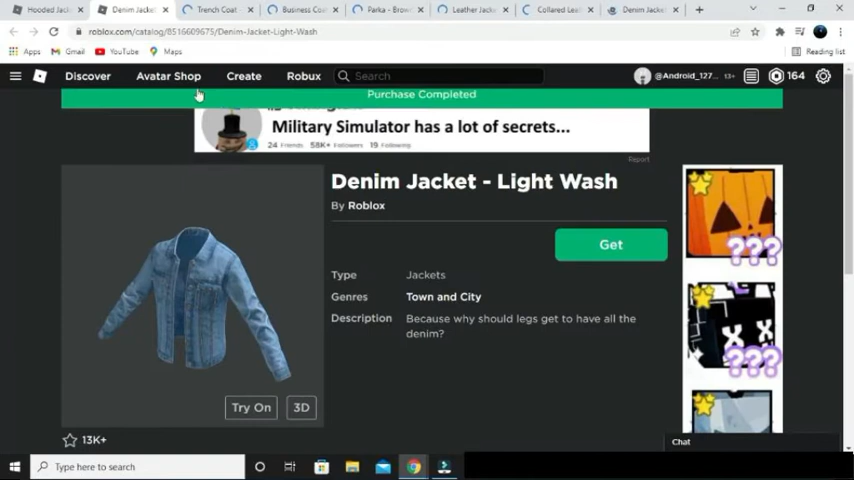 Hooded Jack
Denim Jacket
Trench Coat
Business Coa
Parka - Brow
Leather Jacke
Collared Leat
Denim Jacke
roblox.com/catalog/8516609675/Denim-Jacket-Light-Wash
Apps
Gmail
YouTube
Maps
Reading list
Discover
Avatar Shop
Create
Robux
Search
@Android_127...
13+
164
Purchase Completed
Military Simulator has a lot of secrets...
24 Friends 58K+ Followers 19 Following
Report
Denim Jacket - Light Wash
By Roblox
Get
Type Jackets
Genres Town and City
Description Because why should legs get to have all the
denim?
???
???
Try On
3D
13K+
Chat
Type here to search